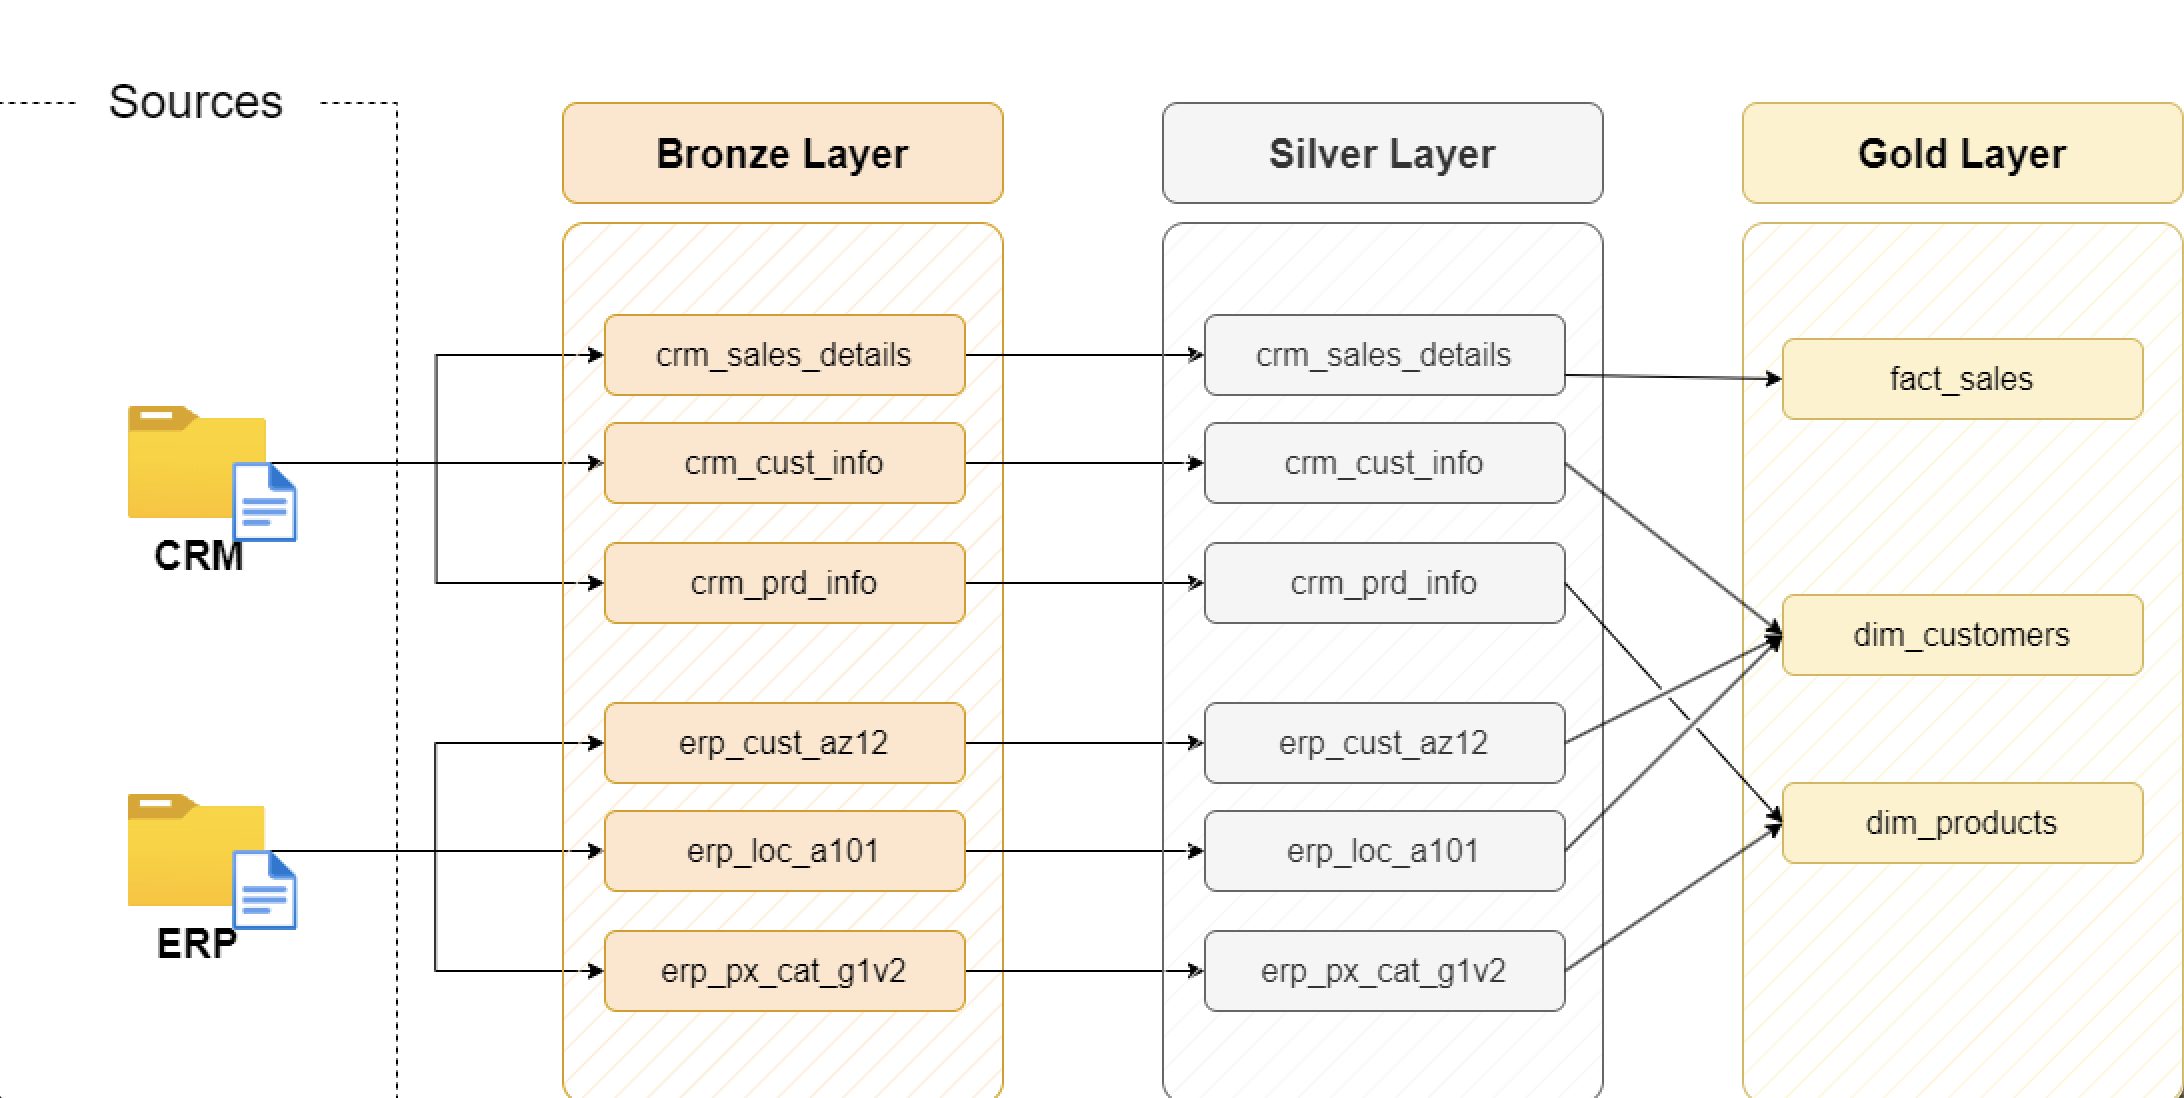 Sources
Bronze Layer
Silver Layer
Gold Layer
CRM
ERP
crm_sales_details
crm_cust_info
crm_prd_info
erp_cust_az12
erp_loc_a101
erp_px_cat_g1v2
crm_sales_details
crm_cust_info
crm_prd_info
erp_cust_az12
erp_loc_a101
erp_px_cat_g1v2
fact_sales
dim_customers
dim_products